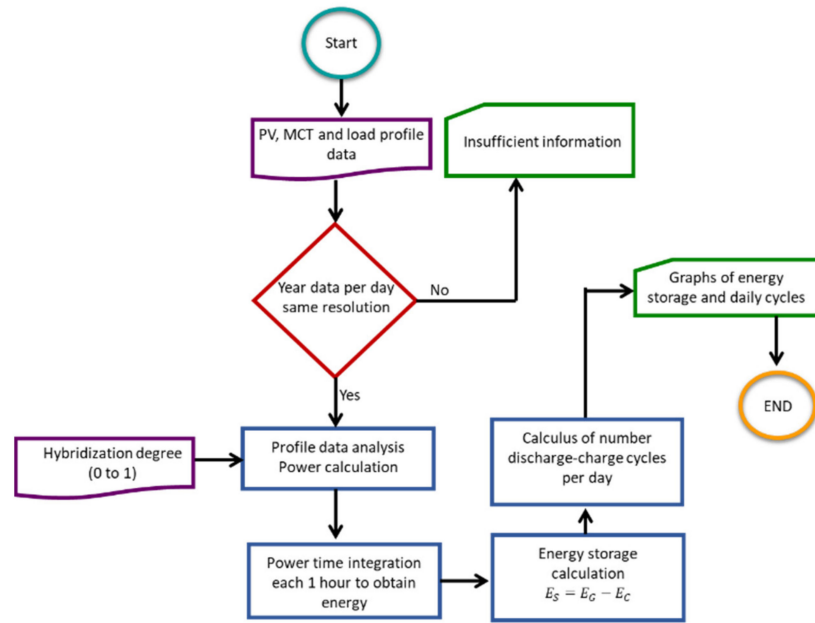 Start
PV, MCT and load profile
data
Insufficient information
Year data per day
same resolution
No
Yes
Graphs of energy
storage and daily cycles
END
Hybridization degree
(0 to 1)
Profile data analysis
Power calculation
Calculus of number
discharge-charge cycles
per day
Power time integration
each 1 hour to obtain
energy
Energy storage
calculation
E_S = E_G − E_C